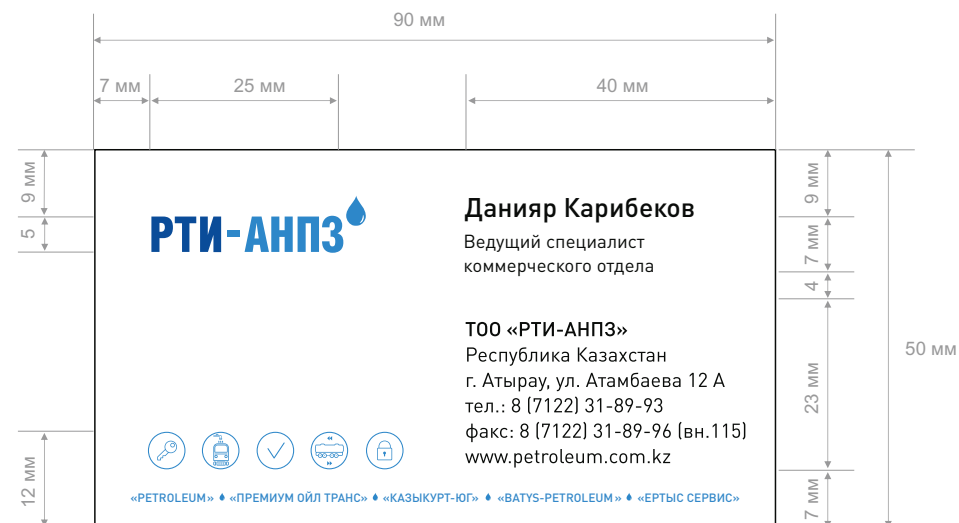 90 мм
7 мм
25 мм
40 мм
9 мм
5
12 мм
РТИ-АНПЗ
Данияр Карибеков
Ведущий специалист
коммерческого отдела
ТОО «РТИ-АНПЗ»
Республика Казахстан
г. Атырау, ул. Атамбаева 12 А
тел.: 8 (7122) 31-89-93
факс: 8 (7122) 31-89-96 (вн.115)
www.petroleum.com.kz
«PETROLEUM» «ПРЕМИУМ ОЙЛ ТРАНС» «КАЗЫКУРТ-ЮГ» «BATYS-PETROLEUM» «ЕРТЫС СЕРВИС»
9 мм
7 мм
4
23 мм
7 мм
50 мм